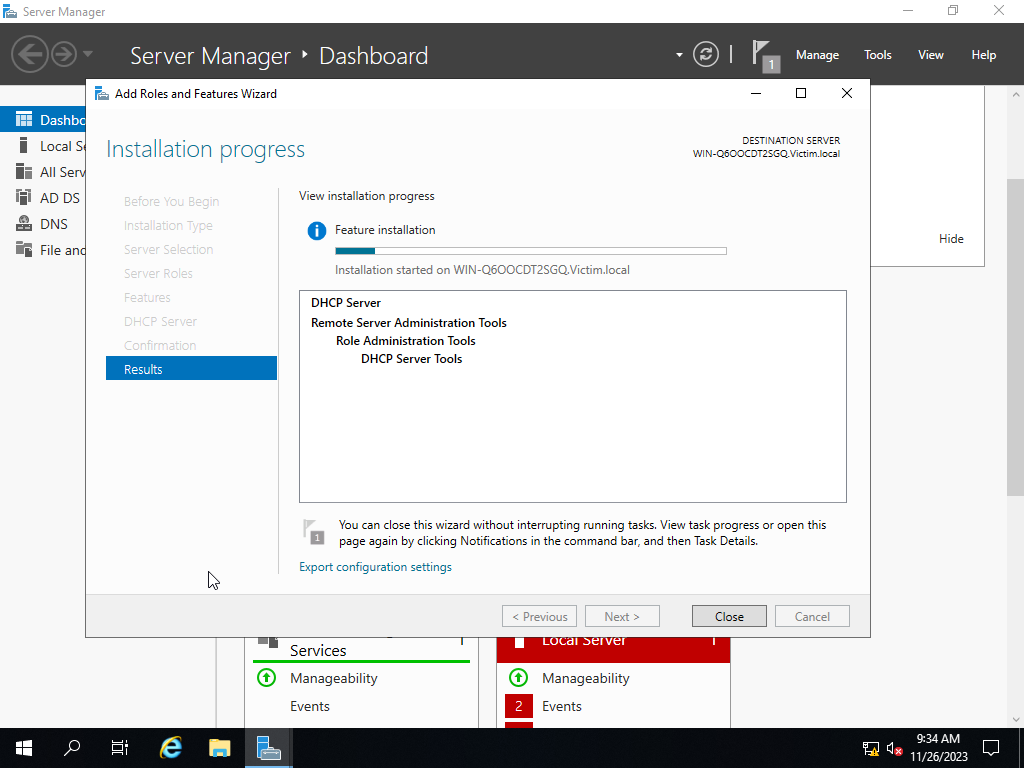 Server Manager
Server Manager ‣ Dashboard
1
Manage
Tools
View
Help
Add Roles and Features Wizard
Dashbo
Local Se
All Serv
AD DS
DNS
File and
Installation progress
DESTINATION SERVER
WIN-Q6OOCDT2SGQ.Victim.local
Before You Begin
Installation Type
Server Selection
Server Roles
Features
DHCP Server
Confirmation
Results
View installation progress
Feature installation
Installation started on WIN-Q6OOCDT2SGQ.Victim.local
DHCP Server
Remote Server Administration Tools
Role Administration Tools
DHCP Server Tools
1
You can close this wizard without interrupting running tasks. View task progress or open this
page again by clicking Notifications in the command bar, and then Task Details.
Export configuration settings
< Previous
Next >
Close
Cancel
Hide
Services
Manageability
Events
Local Server
Manageability
2
Events
9:34 AM
11/26/2023